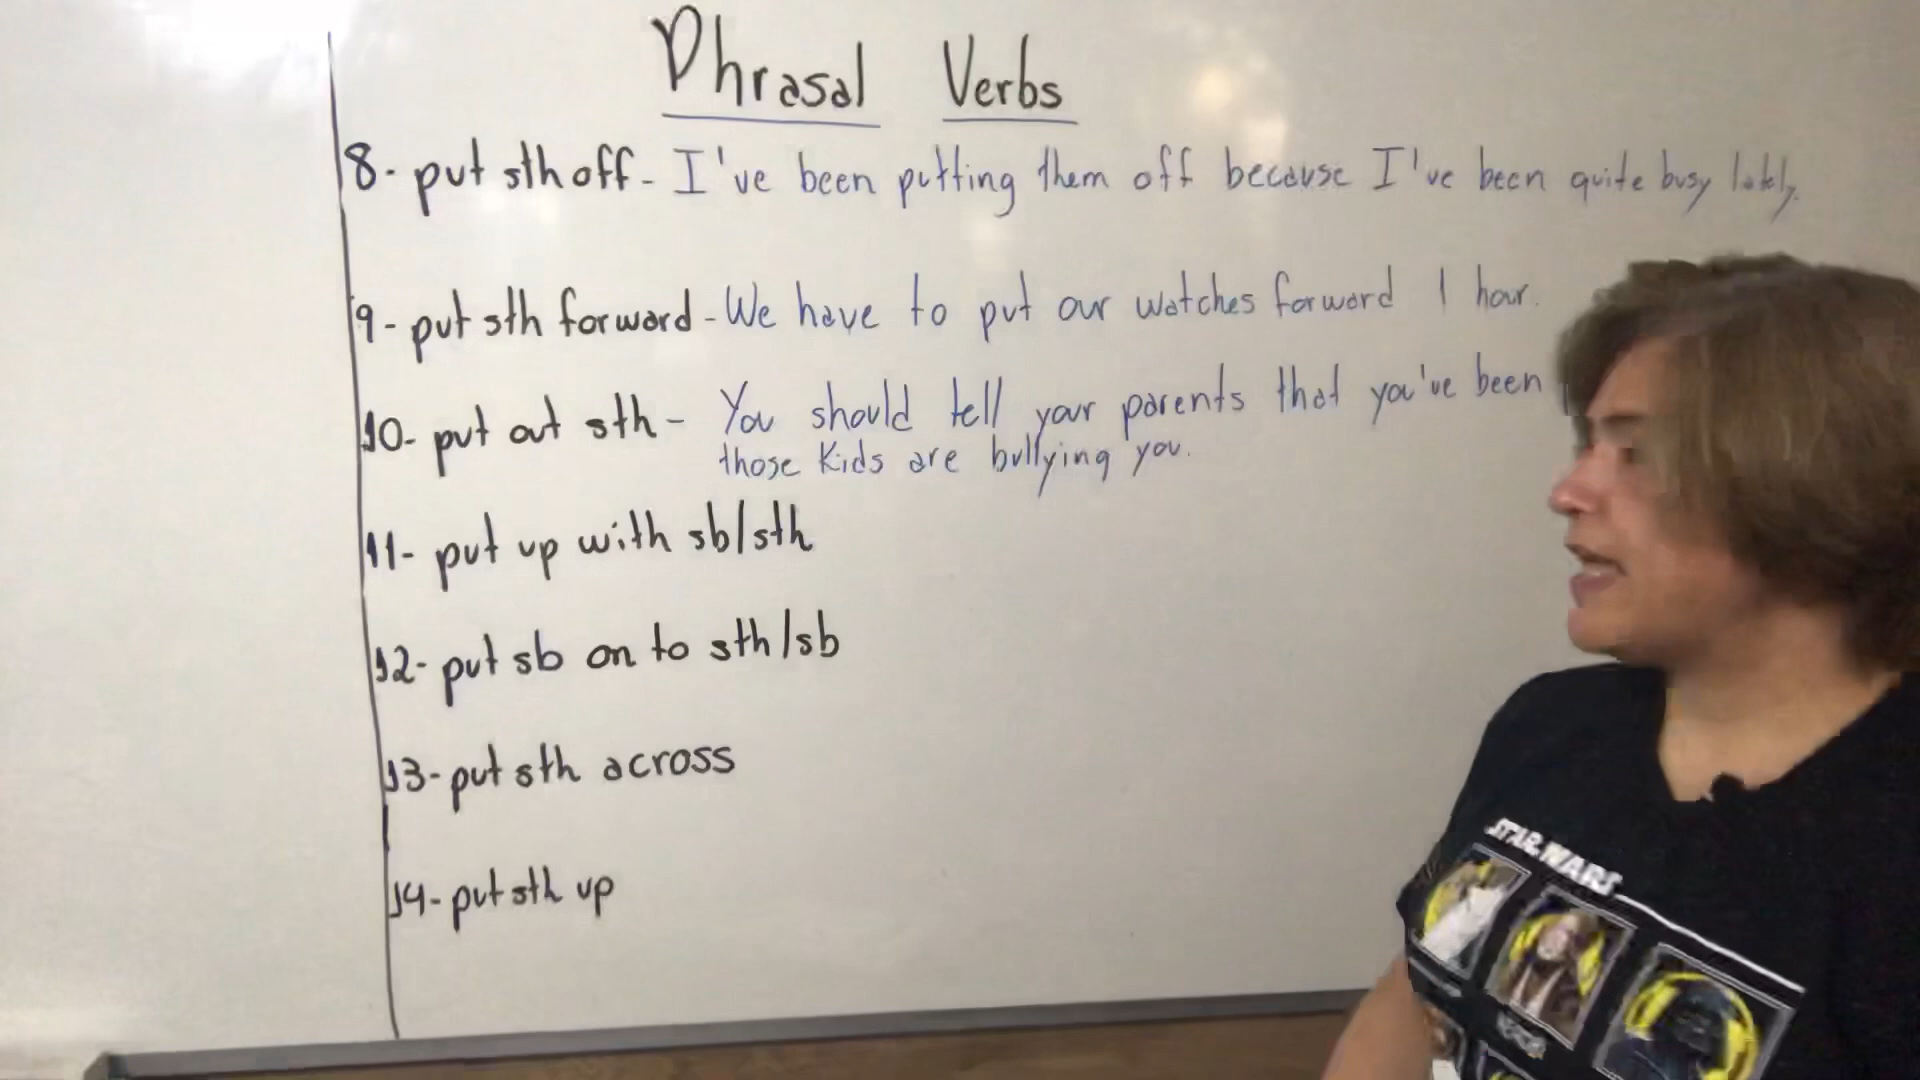 Phrasal Verbs
8- put sth off - I've been putting them off because I've been quite busy lately.
9- put sth forward - We have to put our watches forward 1 hour.
10- put out sth - You should tell your parents that you've been
those Kids are bullying you.
11- put up with sb/sth
12- put sb on to sth/sb
13- put sth across
14- put sth up
STAR WARS